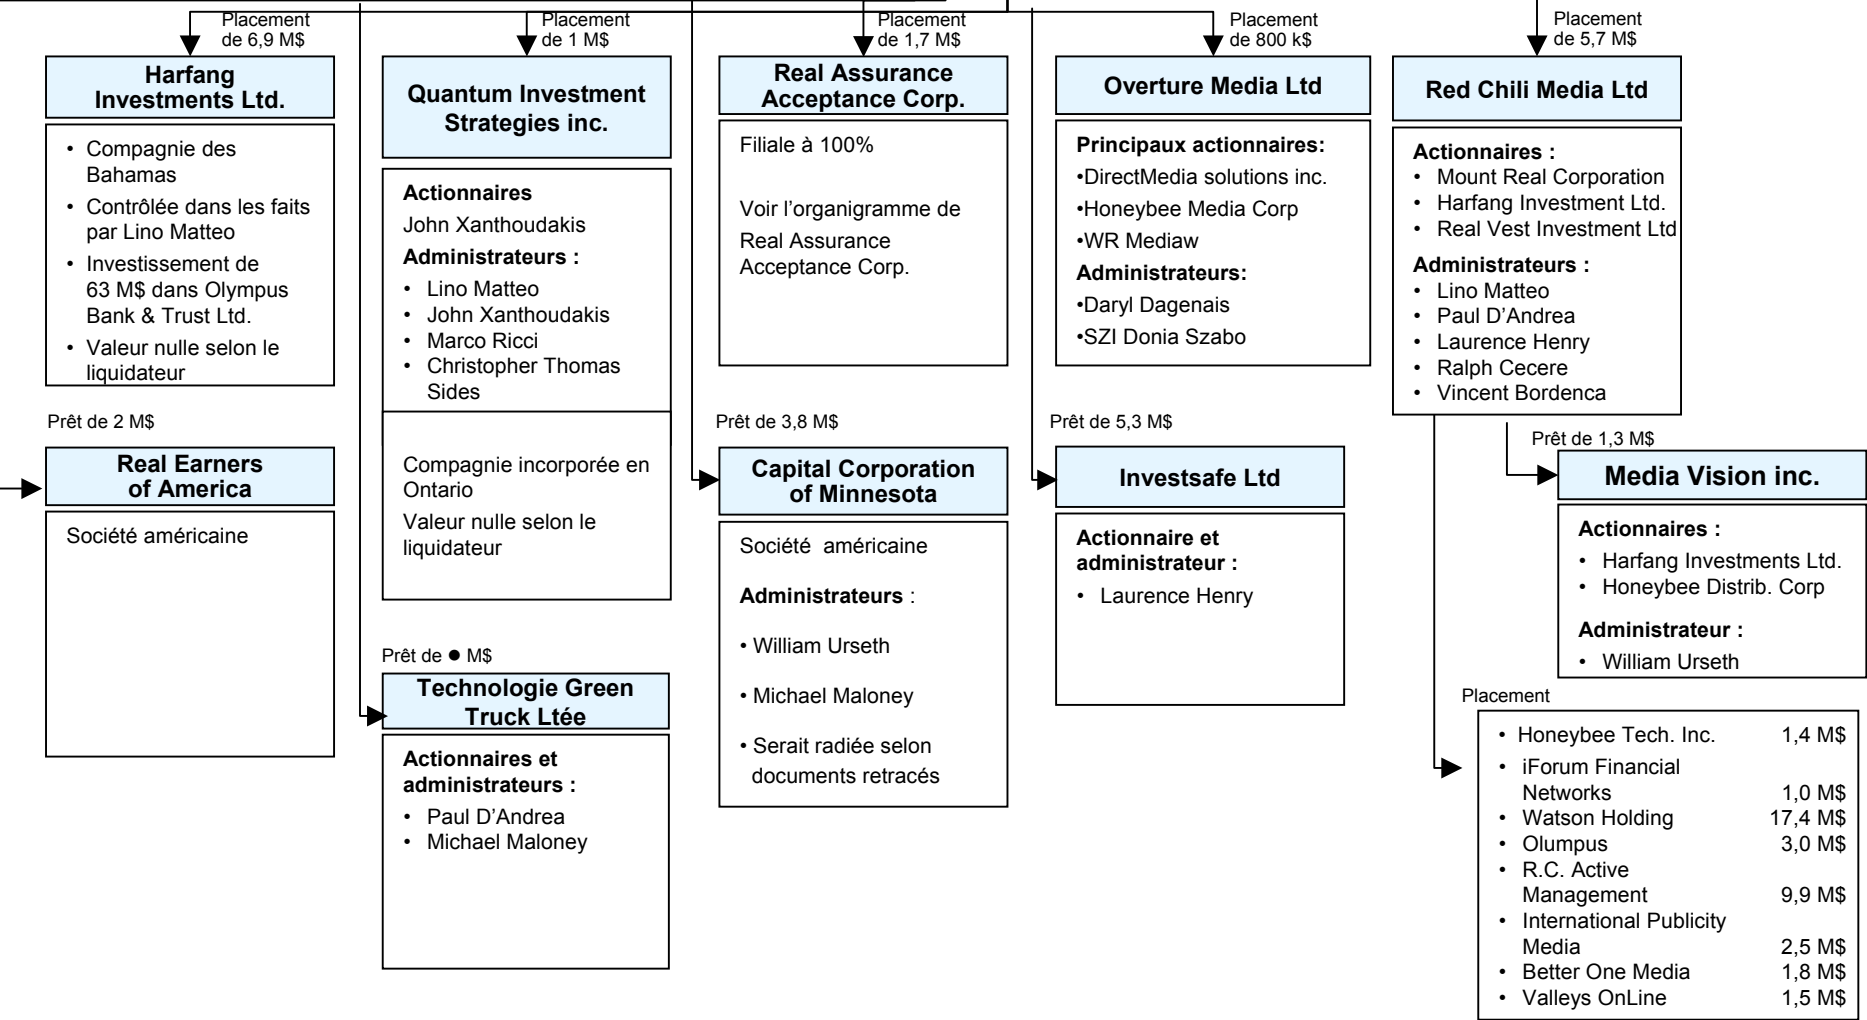 Placement
de 6,9 M$
Harfang
Investments Ltd.
• Compagnie des
Bahamas
• Contrôlée dans les faits
par Lino Matteo
• Investissement de
63 M$ dans Olympus
Bank & Trust Ltd.
• Valeur nulle selon le
liquidateur
Prêt de 2 M$
Real Earners
of America
Société américaine
Placement
de 1 M$
Quantum Investment
Strategies inc.
Actionnaires
John Xanthoudakis
Administrateurs :
• Lino Matteo
• John Xanthoudakis
• Marco Ricci
• Christopher Thomas
Sides
Compagnie incorporée en
Ontario
Valeur nulle selon le
liquidateur
Prêt de ● M$
Technologie Green
Truck Ltée
Actionnaires et
administrateurs :
• Paul D’Andrea
• Michael Maloney
Placement
de 1,7 M$
Real Assurance
Acceptance Corp.
Filiale à 100%
Voir l’organigramme de
Real Assurance
Acceptance Corp.
Prêt de 3,8 M$
Capital Corporation
of Minnesota
Société américaine
Administrateurs :
• William Urseth
• Michael Maloney
• Serait radiée selon
documents retracés
Placement
de 800 k$
Overture Media Ltd
Principaux actionnaires:
•DirectMedia solutions inc.
•Honeybee Media Corp
•WR Mediaw
Administrateurs:
•Daryl Dagenais
•SZI Donia Szabo
Prêt de 5,3 M$
Investsafe Ltd
Actionnaire et
administrateur :
• Laurence Henry
Placement
de 5,7 M$
Red Chili Media Ltd
Actionnaires :
• Mount Real Corporation
• Harfang Investment Ltd.
• Real Vest Investment Ltd
Administrateurs :
• Lino Matteo
• Paul D’Andrea
• Laurence Henry
• Ralph Cecere
• Vincent Bordenca
Prêt de 1,3 M$
Media Vision inc.
Actionnaires :
• Harfang Investments Ltd.
• Honeybee Distrib. Corp
Administrateur :
• William Urseth
Placement
• Honeybee Tech. Inc. 1,4 M$
• iForum Financial
Networks 1,0 M$
• Watson Holding 17,4 M$
• Olumpus 3,0 M$
• R.C. Active
Management 9,9 M$
• International Publicity
Media 2,5 M$
• Better One Media 1,8 M$
• Valleys OnLine 1,5 M$